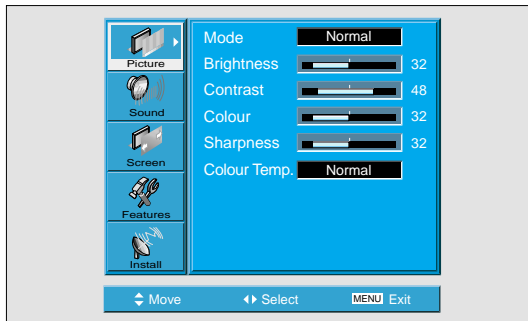 Picture
Sound
Screen
Features
Install
Mode Normal
Brightness 32
Contrast 48
Colour 32
Sharpness 32
Colour Temp. Normal
Move Select MENU Exit